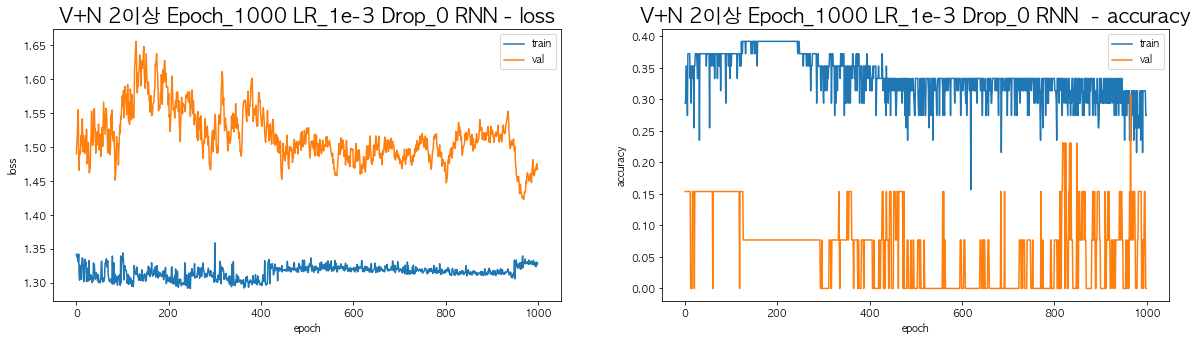 V+N 2이상 Epoch_1000 LR_1e-3 Drop_0 RNN - loss
1.65
1.60
1.55
1.50
1.45
1.40
1.35
1.30
loss
0 200 400 600 800 1000
epoch
train
val
V+N 2이상 Epoch_1000 LR_1e-3 Drop_0 RNN - accuracy
0.40
0.35
0.30
0.25
0.20
0.15
0.10
0.05
0.00
accuracy
0 200 400 600 800 1000
epoch
train
val